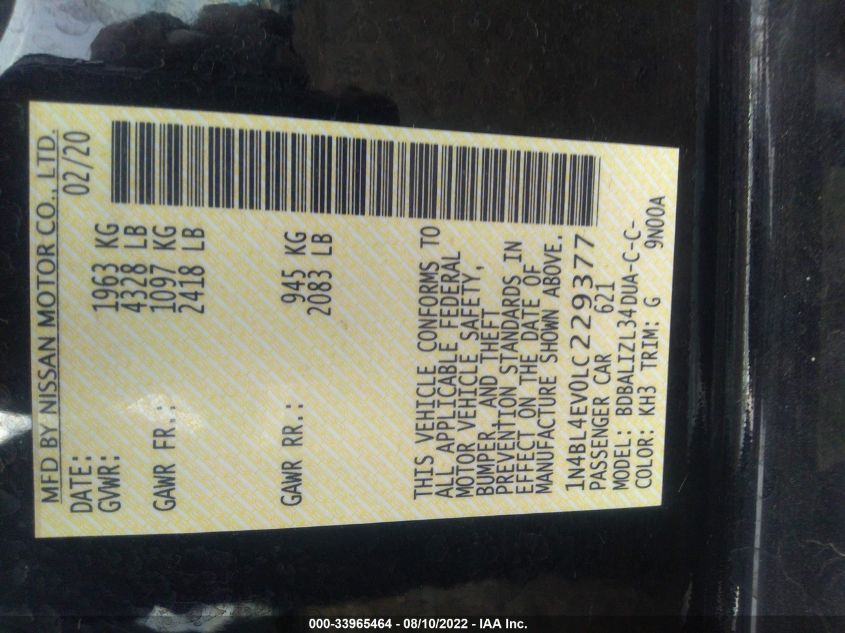 MFD BY NISSAN MOTOR CO., LTD.
DATE: 02/20
GVWR: 1963 KG
4328 LB
GAWR FR.: 1097 KG
2418 LB
GAWR RR.: 945 KG
2083 LB
THIS VEHICLE CONFORMS TO
ALL APPLICABLE FEDERAL
MOTOR VEHICLE SAFETY,
BUMPER, AND THEFT
PREVENTION STANDARDS IN
EFFECT ON THE DATE OF
MANUFACTURE SHOWN ABOVE.
1N4BL4EV0LC229377
PASSENGER CAR 621
MODEL: BDBALIZL34DUA-C-C-
COLOR: KH3 TRIM: G 9N00A
000-33965464 - 08/10/2022 - IAA Inc.